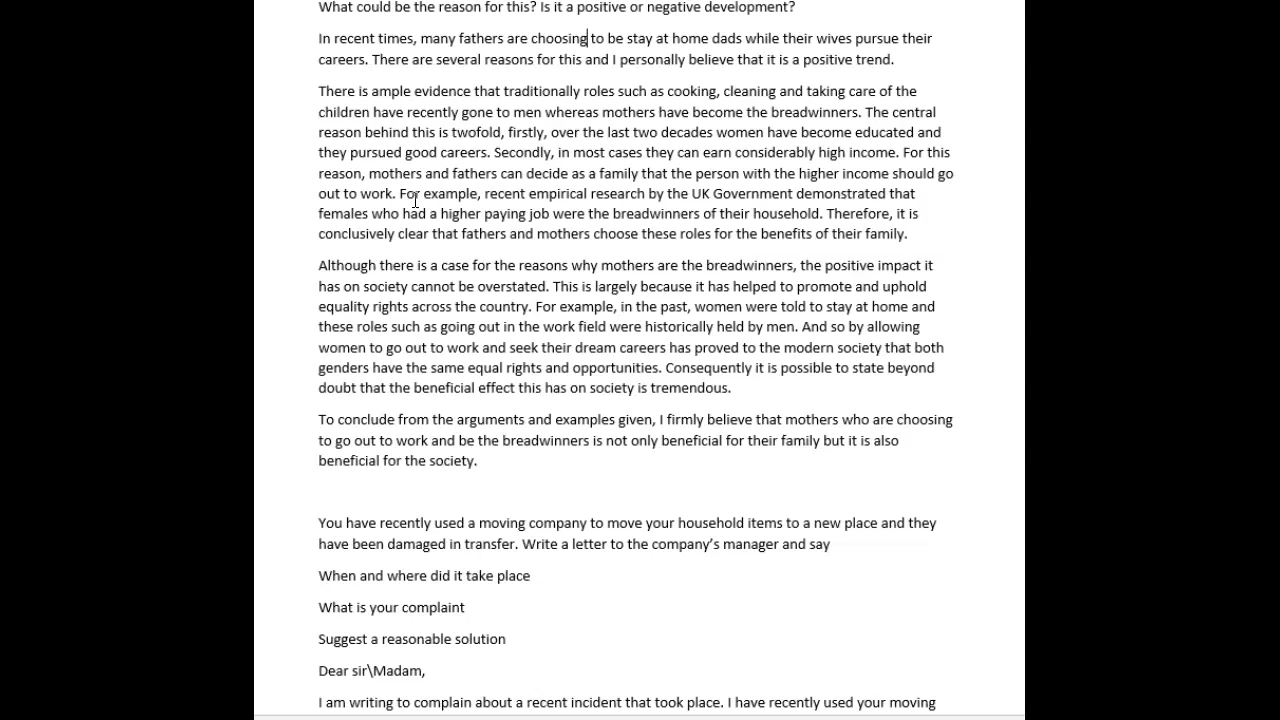 What could be the reason for this? Is it a positive or negative development?
In recent times, many fathers are choosing to be stay at home dads while their wives pursue their
careers. There are several reasons for this and I personally believe that it is a positive trend.
There is ample evidence that traditionally roles such as cooking, cleaning and taking care of the
children have recently gone to men whereas mothers have become the breadwinners. The central
reason behind this is twofold, firstly, over the last two decades women have become educated and
they pursued good careers. Secondly, in most cases they can earn considerably high income. For this
reason, mothers and fathers can decide as a family that the person with the higher income should go
out to work. For example, recent empirical research by the UK Government demonstrated that
females who had a higher paying job were the breadwinners of their household. Therefore, it is
conclusively clear that fathers and mothers choose these roles for the benefits of their family.
Although there is a case for the reasons why mothers are the breadwinners, the positive impact it
has on society cannot be overstated. This is largely because it has helped to promote and uphold
equality rights across the country. For example, in the past, women were told to stay at home and
these roles such as going out in the work field were historically held by men. And so by allowing
women to go out to work and seek their dream careers has proved to the modern society that both
genders have the same equal rights and opportunities. Consequently it is possible to state beyond
doubt that the beneficial effect this has on society is tremendous.
To conclude from the arguments and examples given, I firmly believe that mothers who are choosing
to go out to work and be the breadwinners is not only beneficial for their family but it is also
beneficial for the society.
You have recently used a moving company to move your household items to a new place and they
have been damaged in transfer. Write a letter to the company’s manager and say
When and where did it take place
What is your complaint
Suggest a reasonable solution
Dear sir\Madam,
I am writing to complain about a recent incident that took place. I have recently used your moving